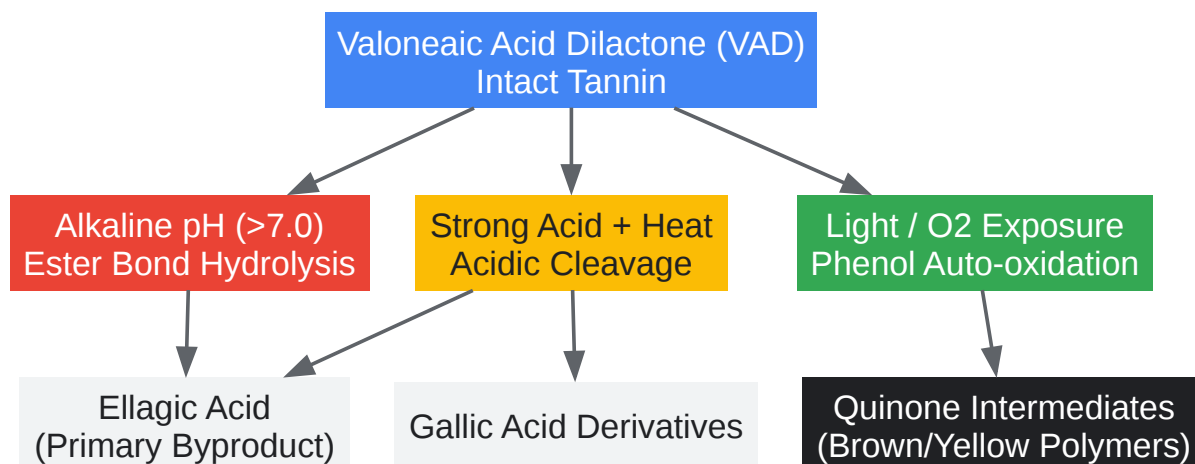 Valoneaic Acid Dilactone (VAD)
Intact Tannin
Alkaline pH (>7.0)
Ester Bond Hydrolysis
Strong Acid + Heat
Acidic Cleavage
Light / O2 Exposure
Phenol Auto-oxidation
Ellagic Acid
(Primary Byproduct)
Gallic Acid Derivatives
Quinone Intermediates
(Brown/Yellow Polymers)